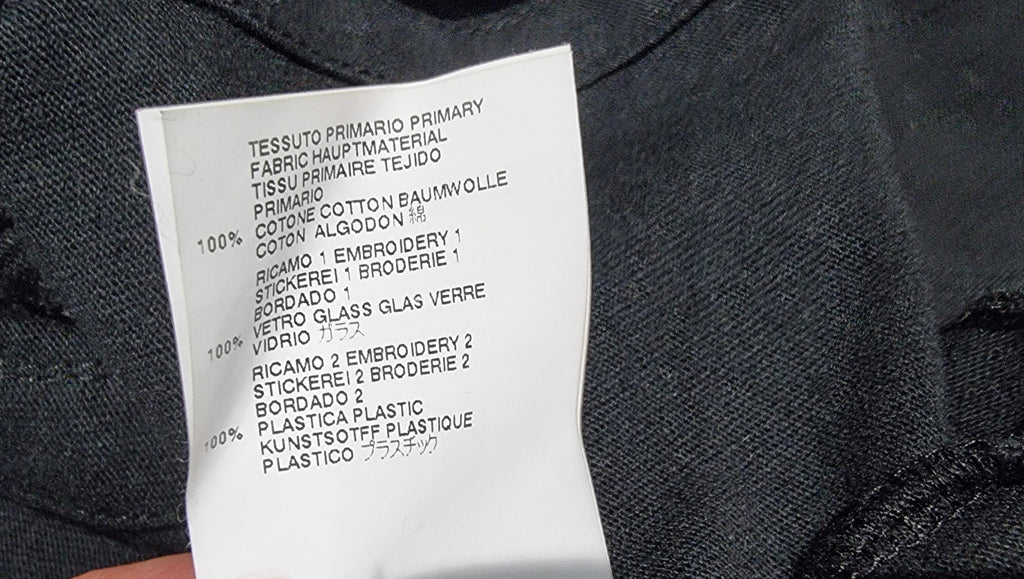 TESSUTO PRIMARIO PRIMARY
FABRIC HAUPTMATERIAL
TISSU PRIMAIRE TEJIDO
PRIMARIO
100% COTONE COTTON BAUMWOLLE
COTON ALGODON 綿
RICAMO 1 EMBROIDERY 1
STICKEREI 1 BRODERIE 1
BORDADO 1
100% VETRO GLASS GLAS VERRE
VIDRIO ガラス
RICAMO 2 EMBROIDERY 2
STICKEREI 2 BRODERIE 2
BORDADO 2
100% PLASTICA PLASTIC
KUNSTSOTFF PLASTIQUE
PLASTICO プラスチック